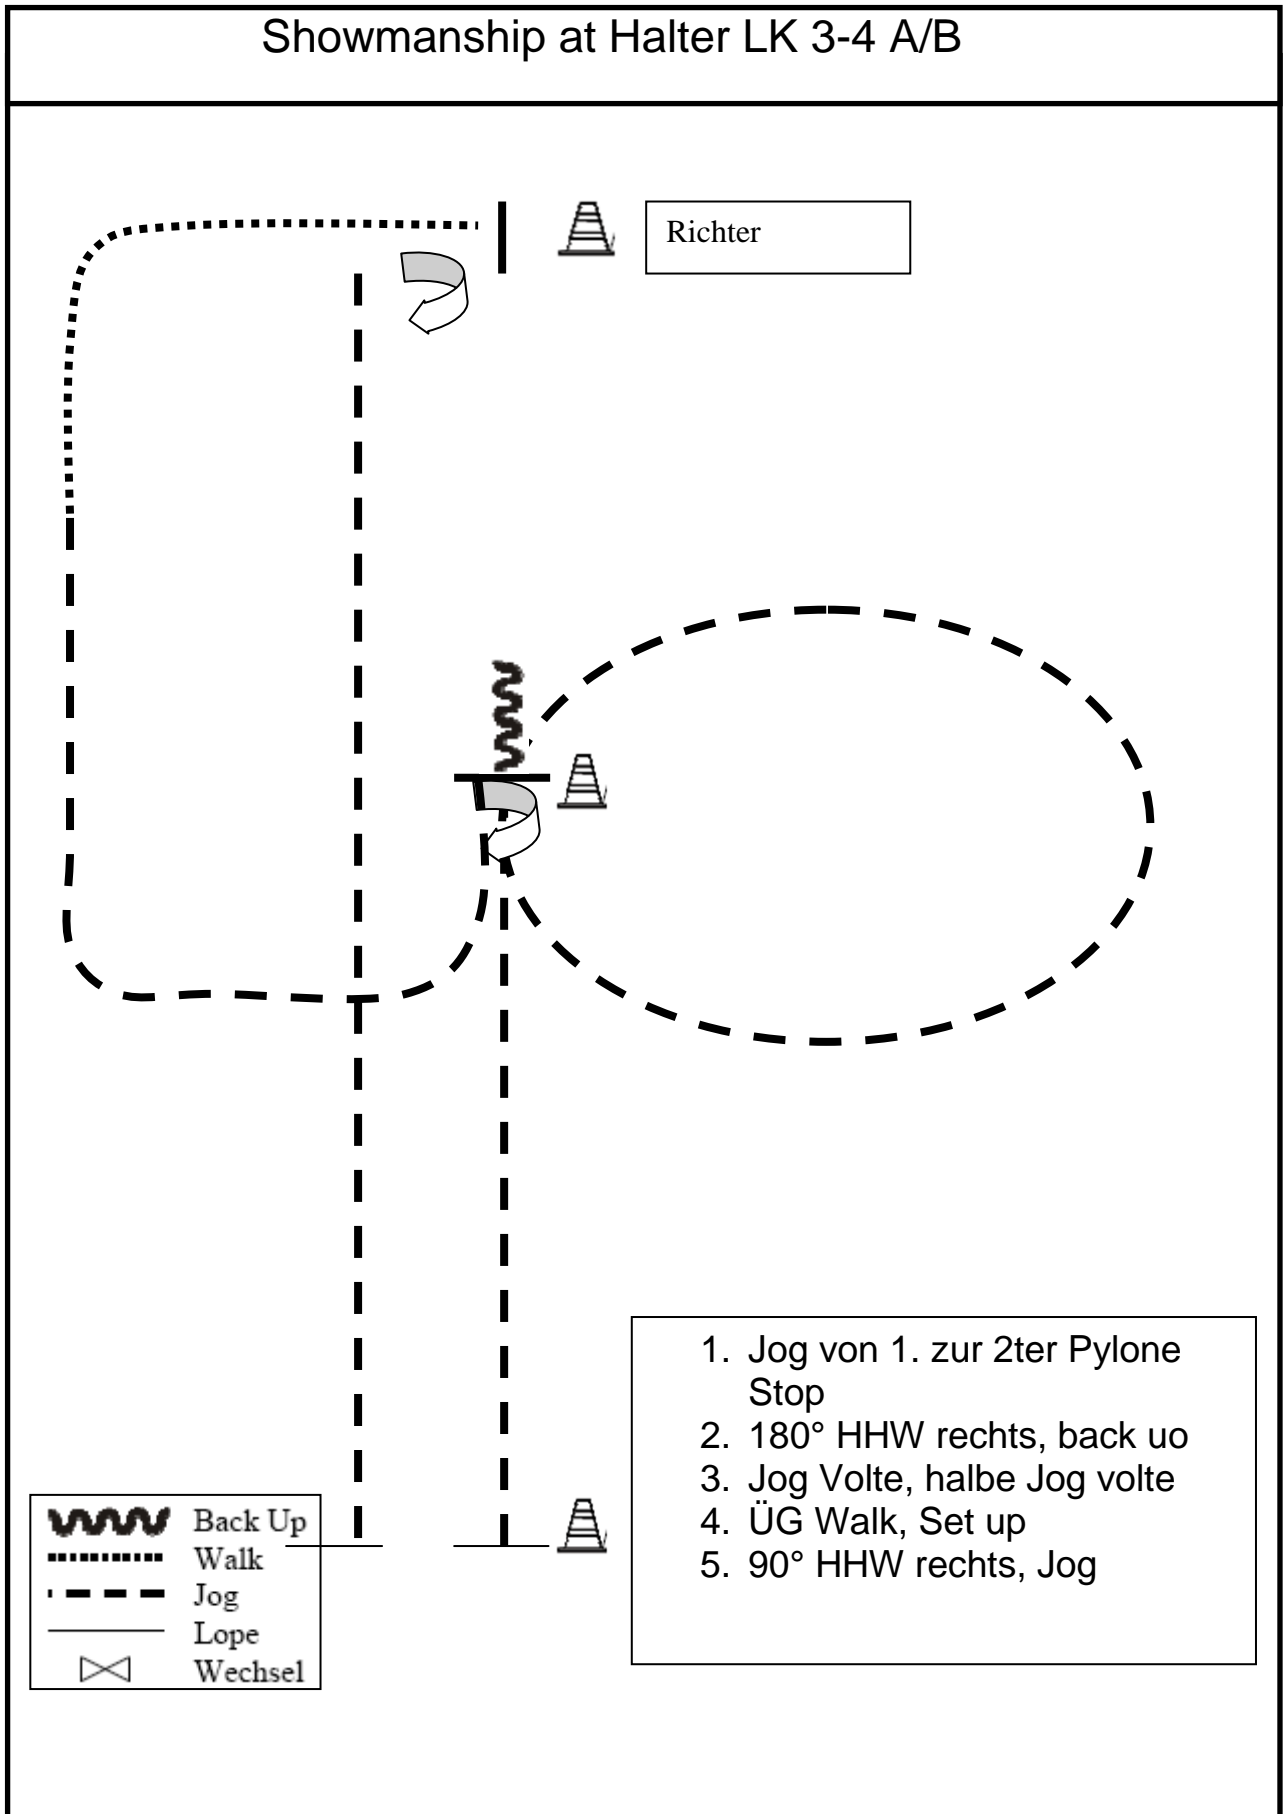 Showmanship at Halter LK 3-4 A/B
Richter
1. Jog von 1. zur 2ter Pylone
Stop
2. 180° HHW rechts, back uo
3. Jog Volte, halbe Jog volte
4. ÜG Walk, Set up
5. 90° HHW rechts, Jog
Back Up
Walk
Jog
Lope
Wechsel